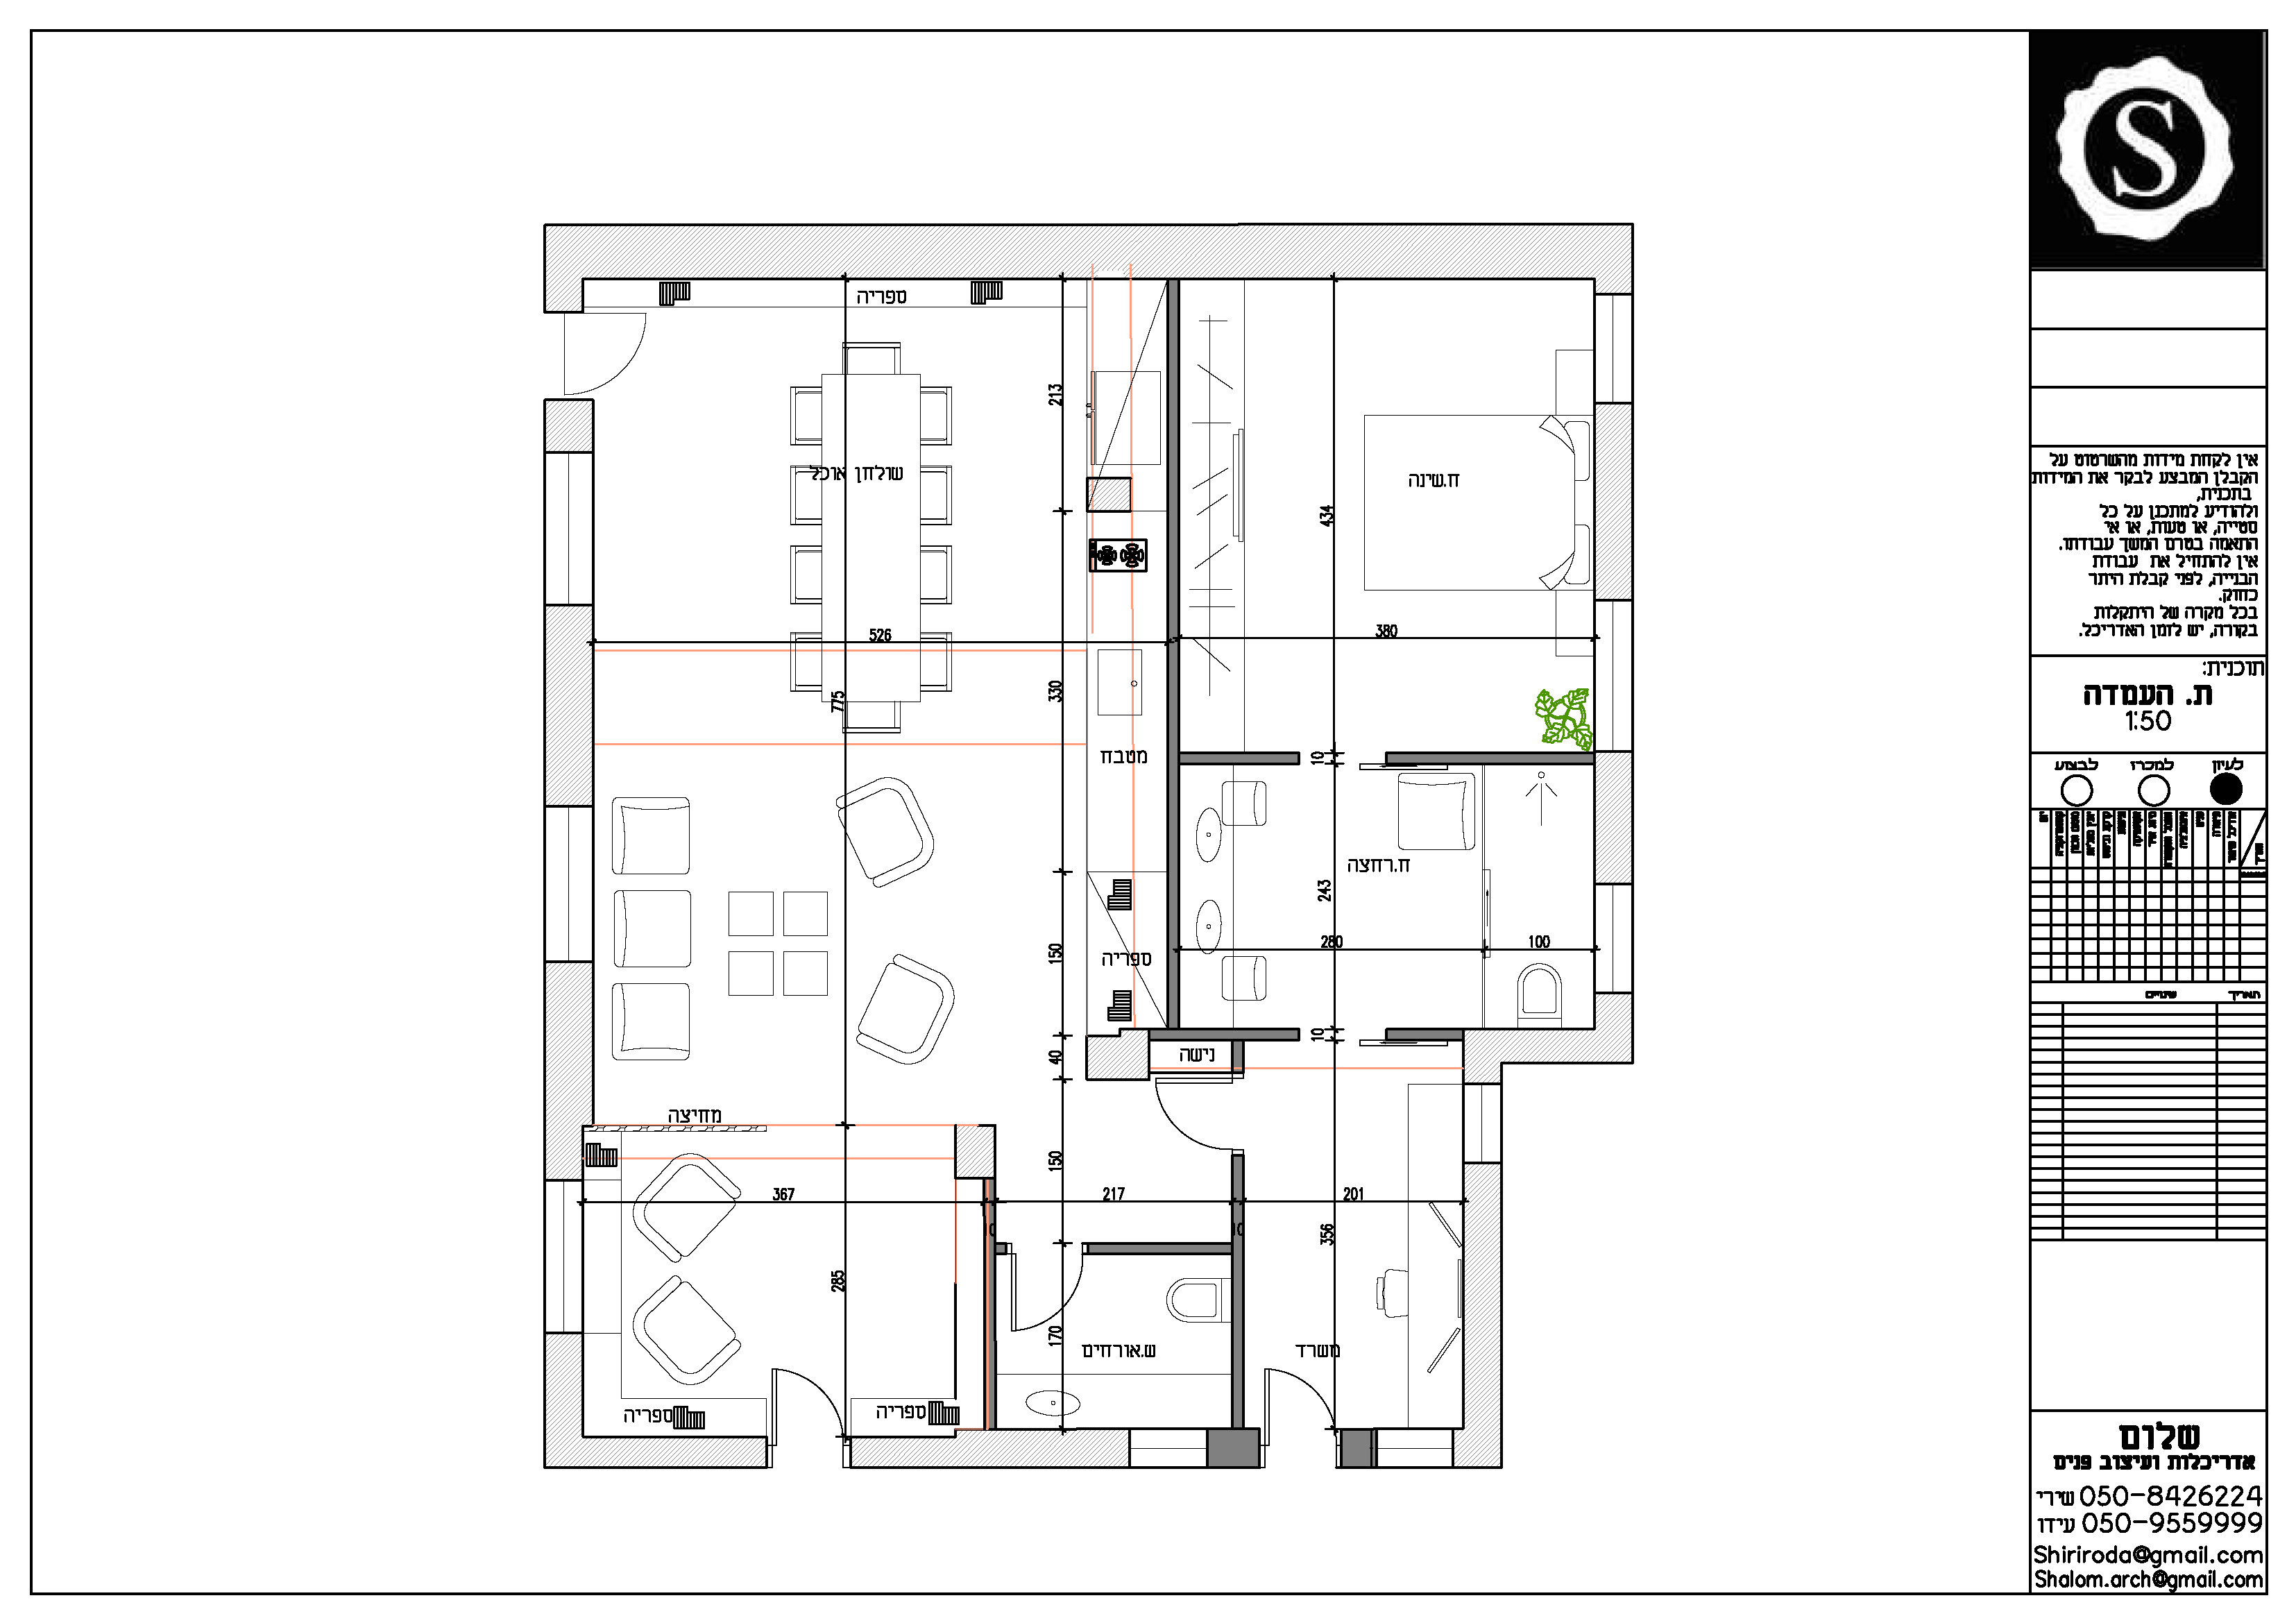 ספריה
שולחן אוכל
213
ח.שינה
434
526
380
775
330
מטבח
10
ח.רחצה
243
280
100
150
ספריה
10
נישה
40
מחיצה
150
367
217
201
10
10
356
285
170
ש.אורחים
משרד
ספריה
ספריה
S
אין לקחת מידות מהשרטוט על
הקבלן המבצע לבקר את המידות
בתכנית,
ולהודיע למתכנן על כל
סטייה, או טעות, או אי
התאמה בטרם המשך עבודתו.
אין להתחיל את עבודת
הבנייה, לפני קבלת היתר
כחוק.
בכל מקרה של היתקלות
בקורה, יש לזמן האדריכל.
תוכנית:
ת. העמדה
1:50
לעיון למכרז לבצוע
תאריך שינויים
שלום
אדריכלות ועיצוב פנים
שירי 050-8426224
עידו 050-9559999
Shiriroda@gmail.com
Shalom.arch@gmail.com